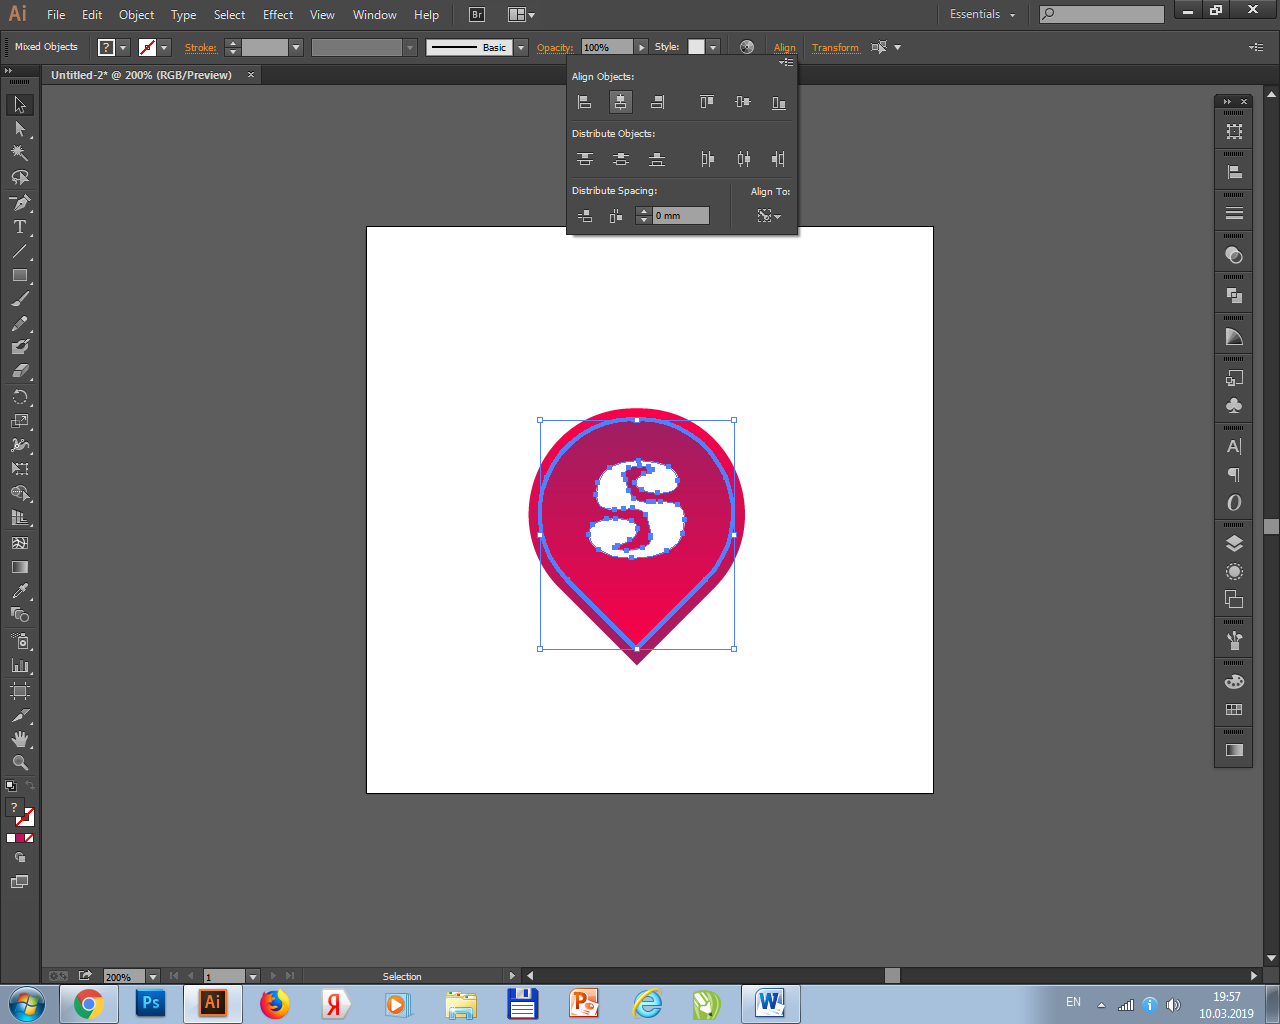 Ai File Edit Object Type Select Effect View Window Help Br Essentials
Mixed Objects ? Stroke: Basic Opacity: 100% Style: Align Transform
Untitled-2* @ 200% (RGB/Preview) ×
Align Objects:
Distribute Objects:
Distribute Spacing: Align To:
0 mm
S
?
200% 1 Selection
Ps Ai Я P W EN 19:57
10.03.2019